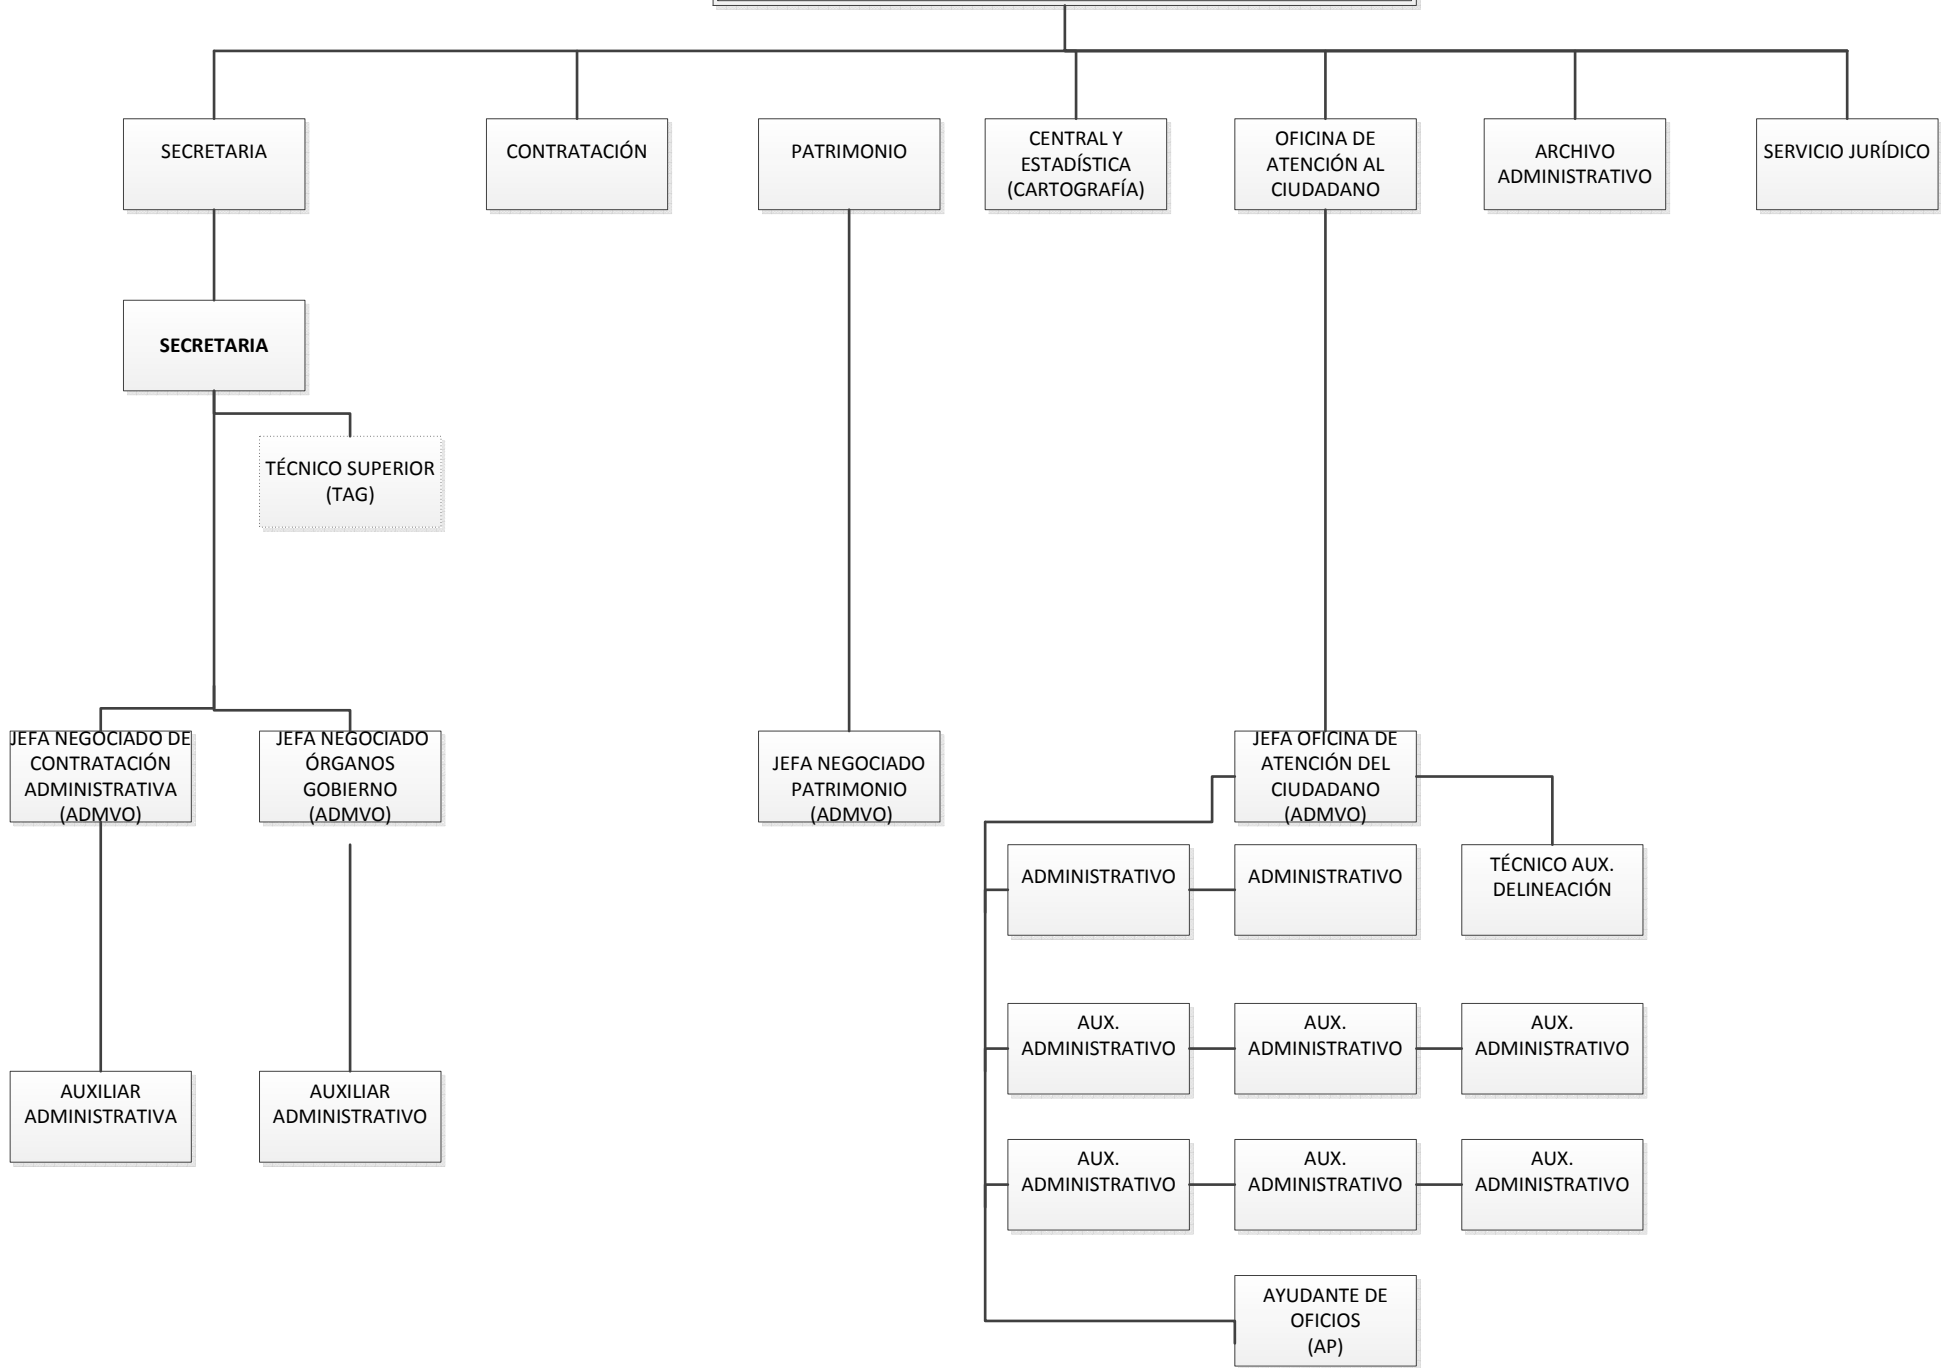 SECRETARIA
CONTRATACIÓN
PATRIMONIO
CENTRAL Y
ESTADÍSTICA
(CARTOGRAFÍA)
OFICINA DE
ATENCIÓN AL
CIUDADANO
ARCHIVO
ADMINISTRATIVO
SERVICIO JURÍDICO
SECRETARIA
TÉCNICO SUPERIOR
(TAG)
JEFA NEGOCIADO DE
CONTRATACIÓN
ADMINISTRATIVA
(ADMVO)
JEFA NEGOCIADO
ÓRGANOS
GOBIERNO
(ADMVO)
JEFA NEGOCIADO
PATRIMONIO
(ADMVO)
JEFA OFICINA DE
ATENCIÓN DEL
CIUDADANO
(ADMVO)
ADMINISTRATIVO
ADMINISTRATIVO
TÉCNICO AUX.
DELINEACIÓN
AUX.
ADMINISTRATIVO
AUX.
ADMINISTRATIVO
AUX.
ADMINISTRATIVO
AUXILIAR
ADMINISTRATIVA
AUXILIAR
ADMINISTRATIVO
AUX.
ADMINISTRATIVO
AUX.
ADMINISTRATIVO
AUX.
ADMINISTRATIVO
AYUDANTE DE
OFICIOS
(AP)